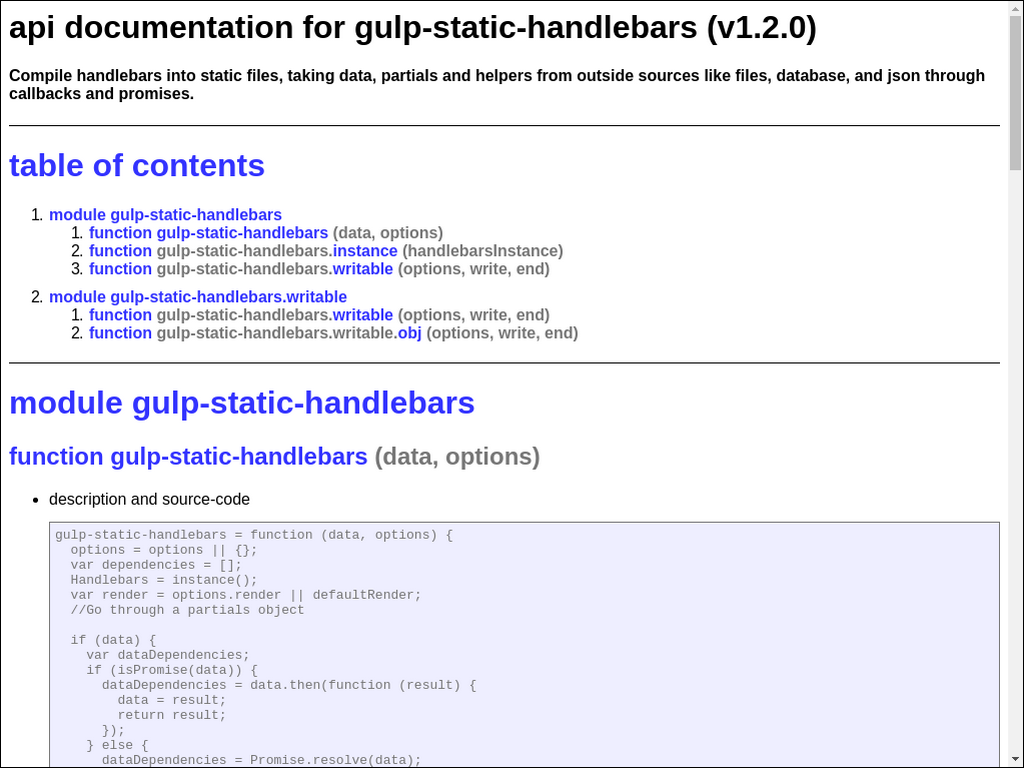 api documentation for gulp-static-handlebars (v1.2.0)
Compile handlebars into static files, taking data, partials and helpers from outside sources like files, database, and json through
callbacks and promises.
table of contents
1. module gulp-static-handlebars
1. function gulp-static-handlebars (data, options)
2. function gulp-static-handlebars.instance (handlebarsInstance)
3. function gulp-static-handlebars.writable (options, write, end)
2. module gulp-static-handlebars.writable
1. function gulp-static-handlebars.writable (options, write, end)
2. function gulp-static-handlebars.writable.obj (options, write, end)
module gulp-static-handlebars
function gulp-static-handlebars (data, options)
• description and source-code
gulp-static-handlebars = function (data, options) {
  options = options || {};
  var dependencies = [];
  Handlebars = instance();
  var render = options.render || defaultRender;
  //Go through a partials object
  if (data) {
    var dataDependencies;
    if (isPromise(data)) {
      dataDependencies = data.then(function (result) {
        data = result;
        return result;
      });
    } else {
      dataDependencies = Promise.resolve(data);